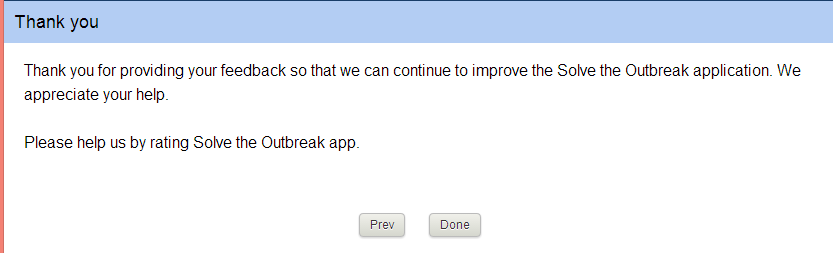 Thank you
Thank you for providing your feedback so that we can continue to improve the Solve the Outbreak application. We
appreciate your help.
Please help us by rating Solve the Outbreak app.
Prev Done